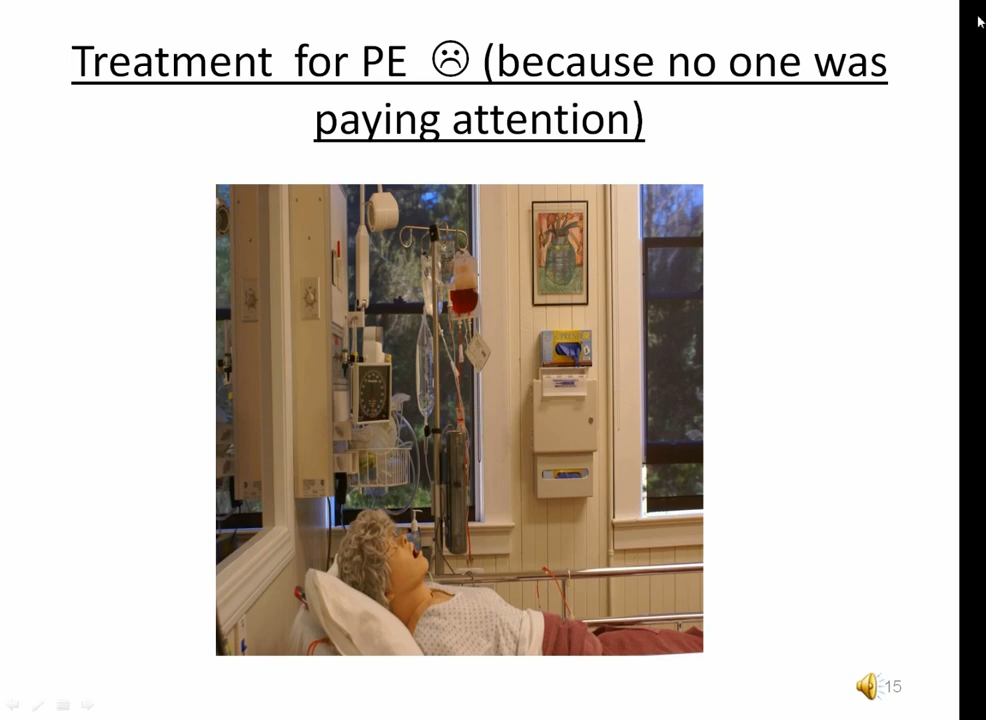 Treatment  for PE  ☹ (because no one was
paying attention)
15